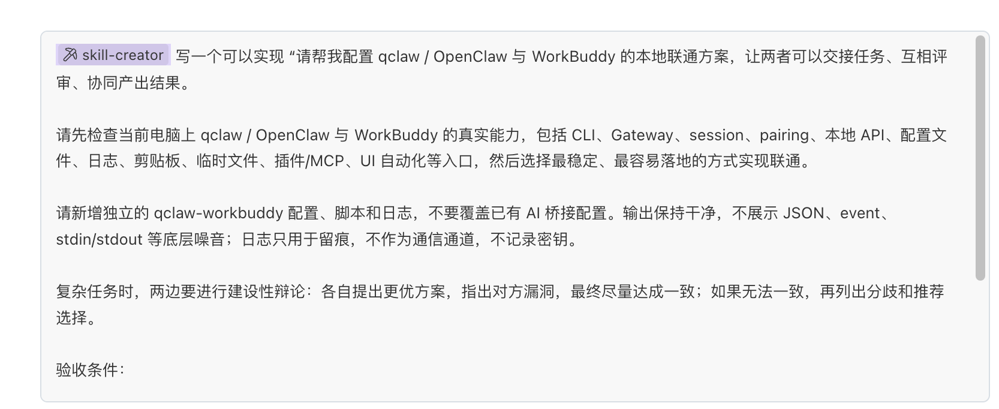 skill-creator 写一个可以实现 “请帮我配置 qclaw / OpenClaw 与 WorkBuddy 的本地联通方案，让两者可以交接任务、互相评
审、协同产出结果。
请先检查当前电脑上 qclaw / OpenClaw 与 WorkBuddy 的真实能力，包括 CLI、Gateway、session、pairing、本地 API、配置文
件、日志、剪贴板、临时文件、插件/MCP、UI 自动化等入口，然后选择最稳定、最容易落地的方式实现联通。
请新增独立的 qclaw-workbuddy 配置、脚本和日志，不要覆盖已有 AI 桥接配置。输出保持干净，不展示 JSON、event、
stdin/stdout 等底层噪音；日志只用于留痕，不作为通信通道，不记录密钥。
复杂任务时，两边要进行建设性辩论：各自提出更优方案，指出对方漏洞，最终尽量达成一致；如果无法一致，再列出分歧和推荐
选择。
验收条件：